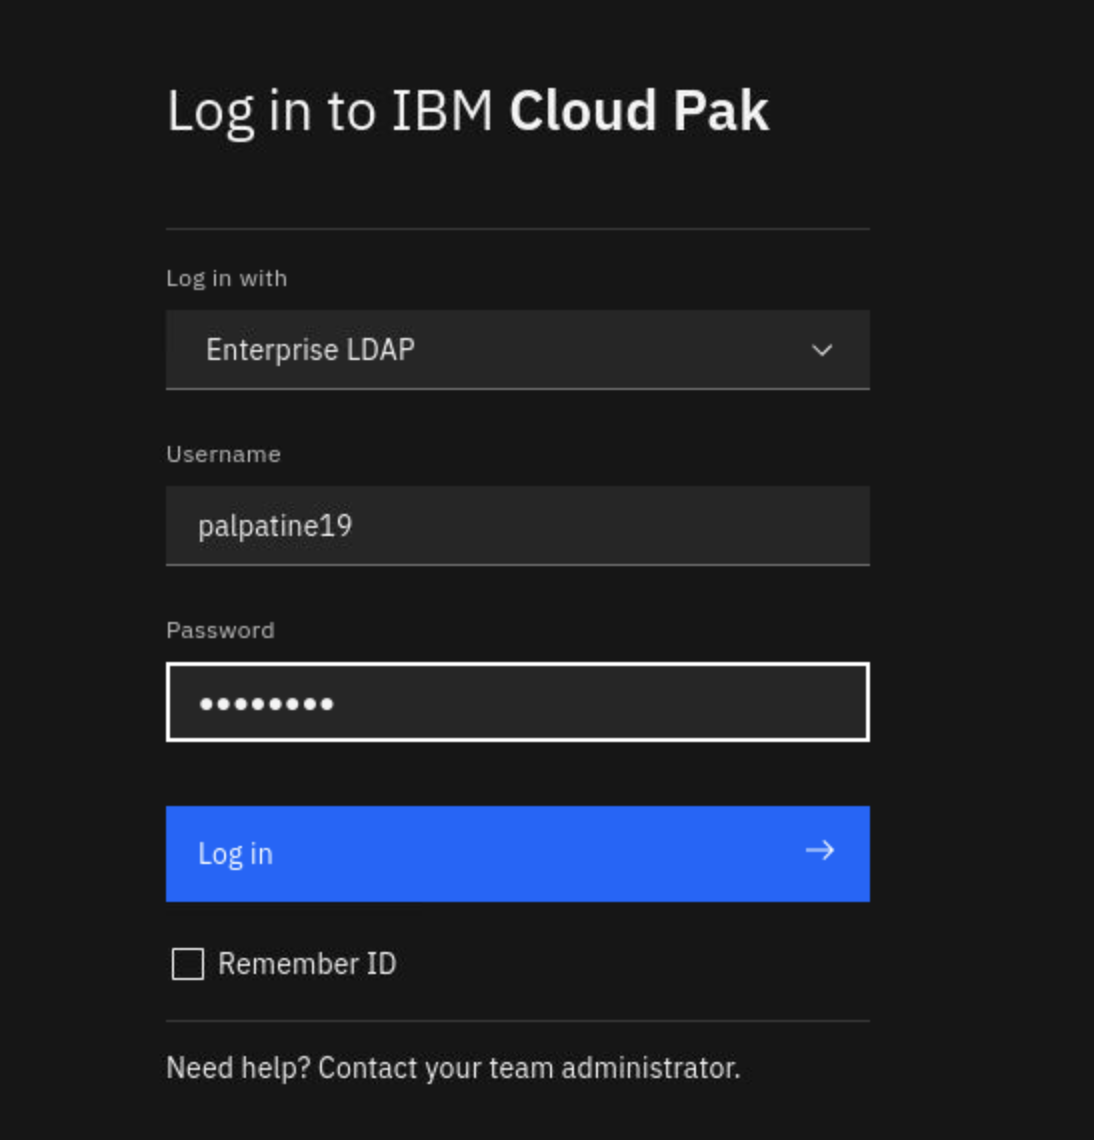 Log in to IBM Cloud Pak
Log in with
Enterprise LDAP
Username
palpatine19
Password
••••••••
Log in
Remember ID
Need help? Contact your team administrator.